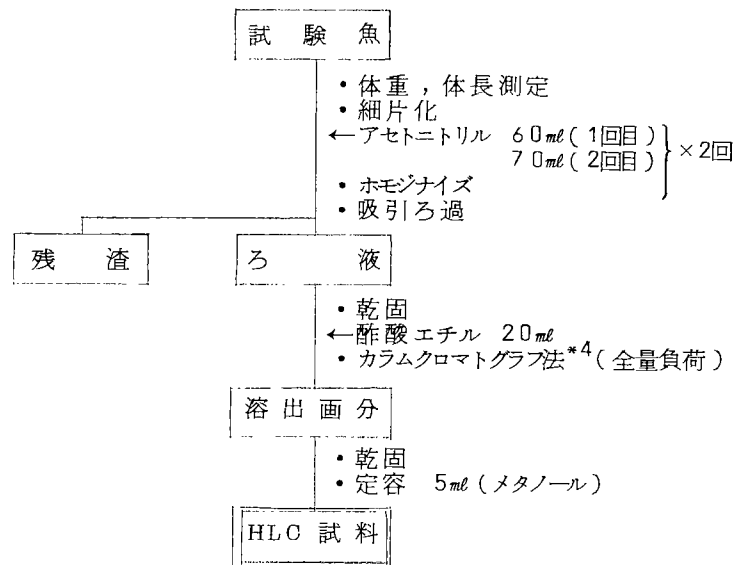 試験魚
・体重，体長測定
・細片化
←アセトニトリル 60ml(1回目)
70ml(2回目)
×2回
・ホモジナイズ
・吸引ろ過
残渣
ろ液
・乾固
←酢酸エチル 20ml
・カラムクロマトグラフ法*4(全量負荷)
溶出画分
・乾固
・定容 5ml(メタノール)
HLC試料